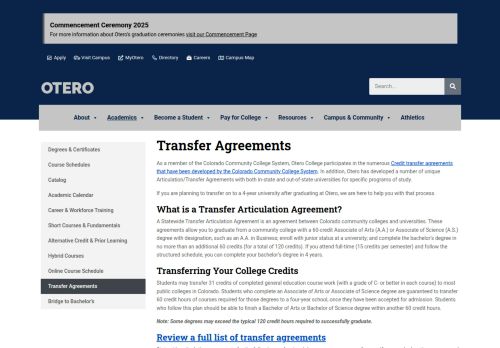 Commencement Ceremony 2025
For more information about Otero's graduation ceremonies visit our Commencement Page
Apply Visit Campus MyOtero Directory Careers Campus Map
OTERO
Search...
About Academics Become a Student Pay for College Resources Campus & Community Athletics
Degrees & Certificates
Course Schedules
Catalog
Academic Calendar
Career & Workforce Training
Short Courses & Fundamentals
Alternative Credit & Prior Learning
Hybrid Courses
Online Course Schedule
Transfer Agreements
Bridge to Bachelor's
Transfer Agreements
As a member of the Colorado Community College System, Otero College participates in the numerous Credit transfer agreements
that have been developed by the Colorado Community College System. In addition, Otero has developed a number of unique
Articulation/Transfer Agreements with both in-state and out-of-state universities for specific programs of study.
If you are planning to transfer on to a 4-year university after graduating at Otero, we are here to help you with that process.
What is a Transfer Articulation Agreement?
A Statewide Transfer Articulation Agreement is an agreement between Colorado community colleges and universities. These
agreements allow you to graduate from a community college with a 60-credit Associate of Arts (A.A.) or Associate of Science (A.S.)
degree with designation, such as an A.A. in Business; enroll with junior status at a university; and complete the bachelor's degree in
no more than an additional 60 credits (for a total of 120 credits). If you attend full-time (15 credits per semester) and follow the
structured schedule, you can complete your bachelor's degree in 4 years.
Transferring Your College Credits
Students may transfer 31 credits of completed general education course work (with a grade of C- or better in each course) to most
public colleges in Colorado. Students who complete an Associate of Arts or Associate of Science degree are guaranteed to transfer
60 credit hours of courses required for those degrees to a four-year school, once they have been accepted for admission. Students
who follow this plan should be able to finish a Bachelor of Arts or Bachelor of Science degree within another 60 credit hours.
Note: Some degrees may exceed the typical 120 credit hours required to successfully graduate.
Review a full list of transfer agreements